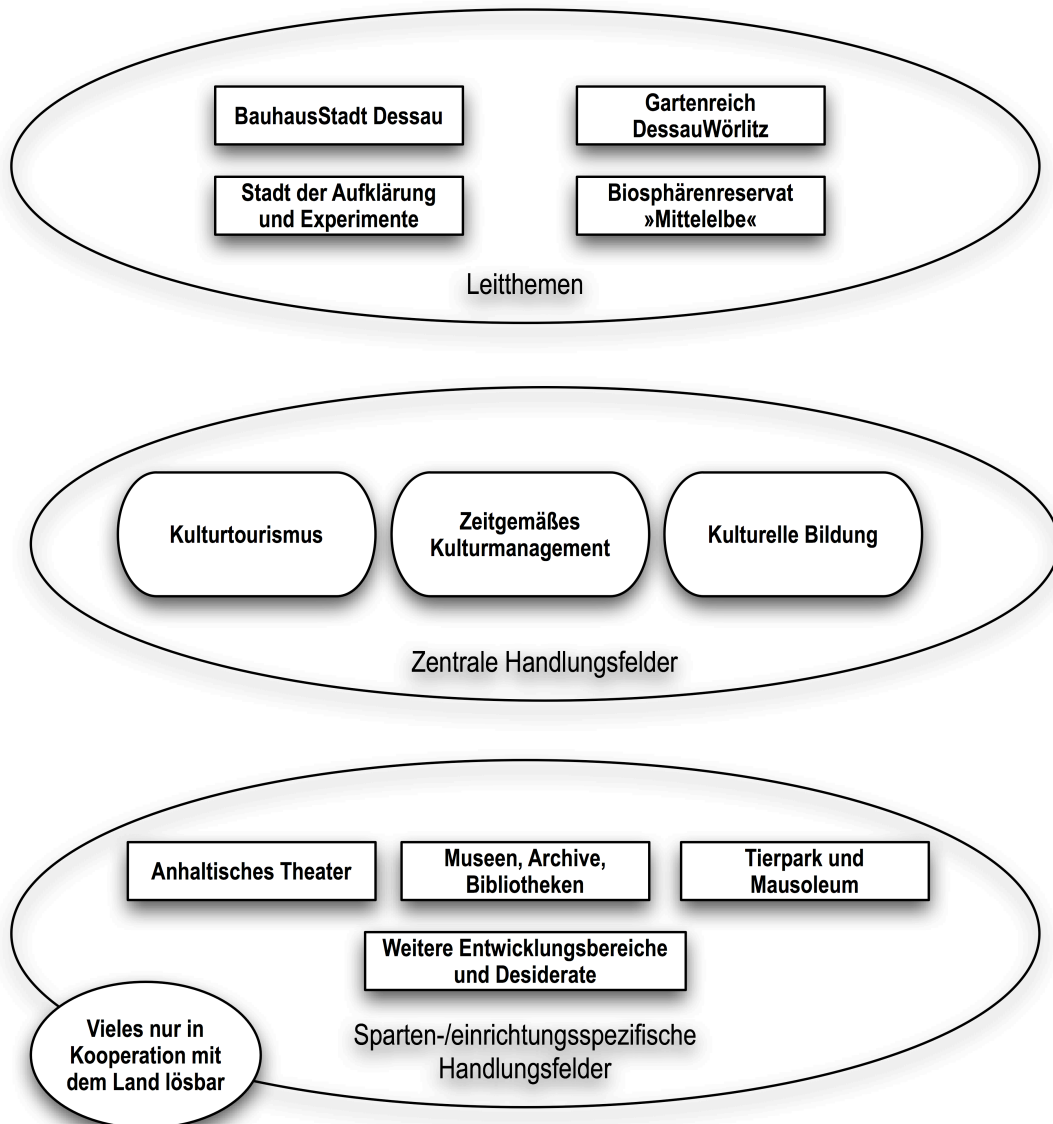 BauhausStadt Dessau
Gartenreich
DessauWörlitz
Stadt der Aufklärung
und Experimente
Biosphärenreservat
»Mittelelbe«
Leitthemen
Kulturtourismus
Zeitgemäßes
Kulturmanagement
Kulturelle Bildung
Zentrale Handlungsfelder
Anhaltisches Theater
Museen, Archive,
Bibliotheken
Tierpark und
Mausoleum
Weitere Entwicklungsbereiche
und Desiderate
Vieles nur in
Kooperation mit
dem Land lösbar
Sparten-/einrichtungsspezifische
Handlungsfelder